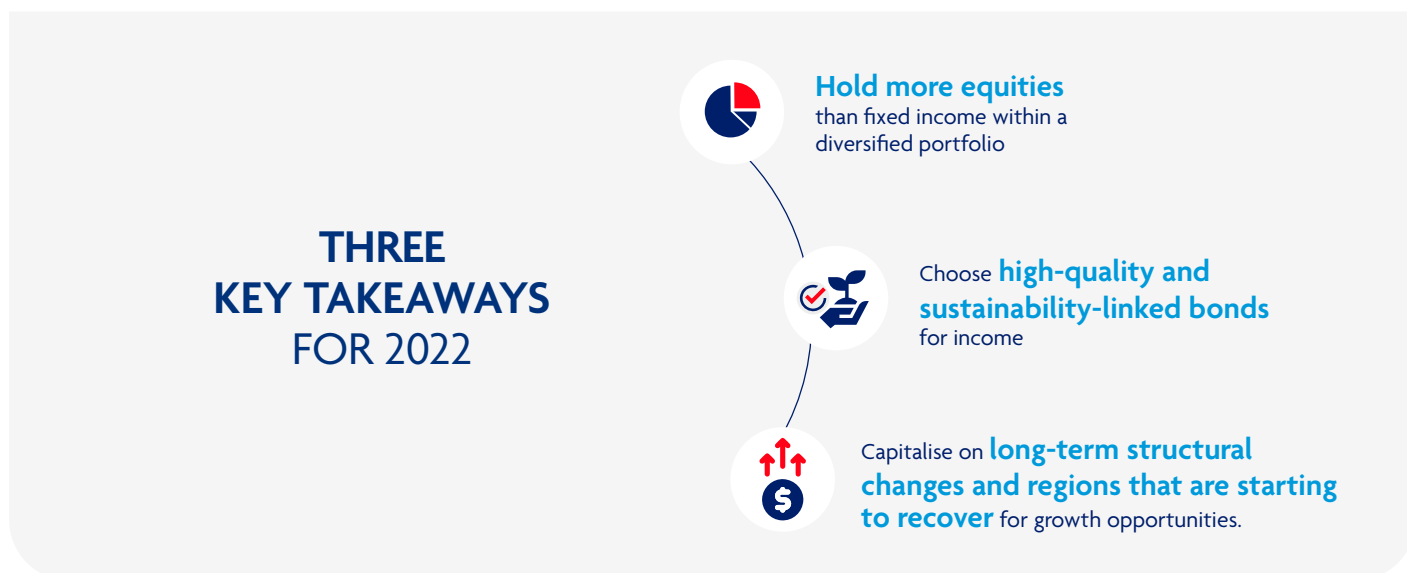 THREE
KEY TAKEAWAYS
FOR 2022
Hold more equities
than fixed income within a
diversified portfolio
Choose high-quality and
sustainability-linked bonds
for income
$
Capitalise on long-term structural
changes and regions that are starting
to recover for growth opportunities.